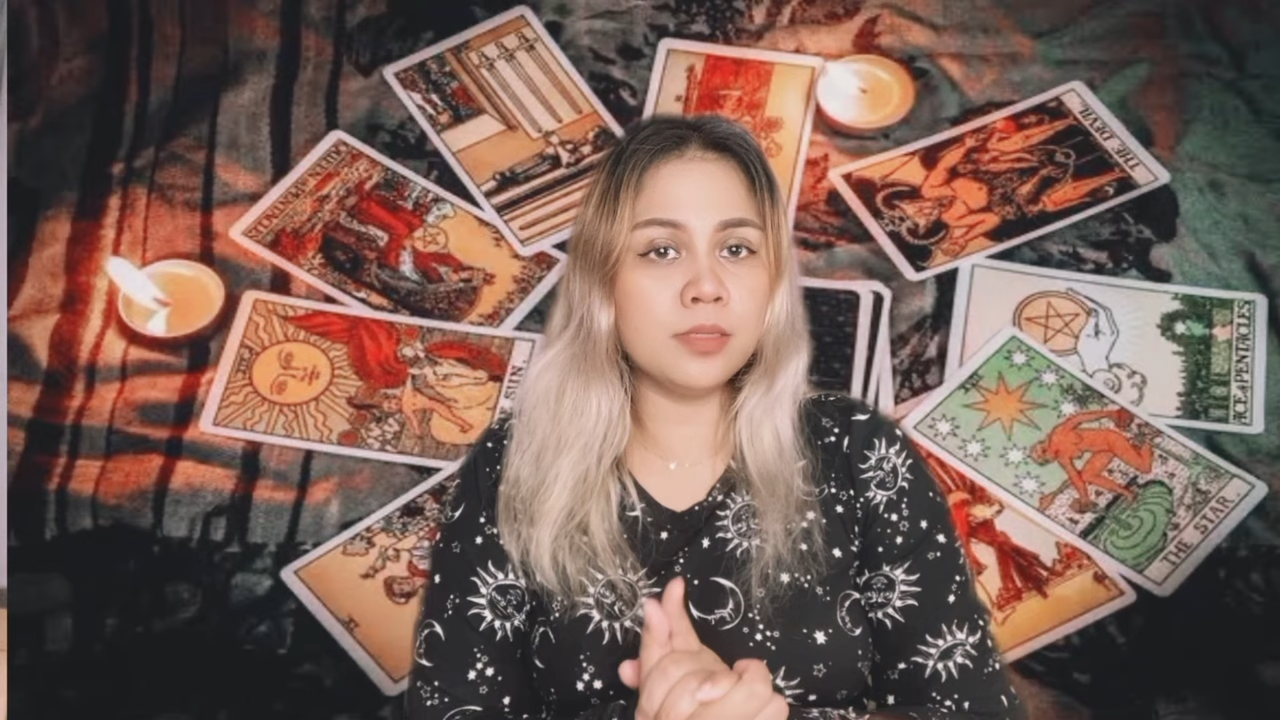 THE DEVIL.
ACE of PENTACLES
E SUN.
THE STAR.